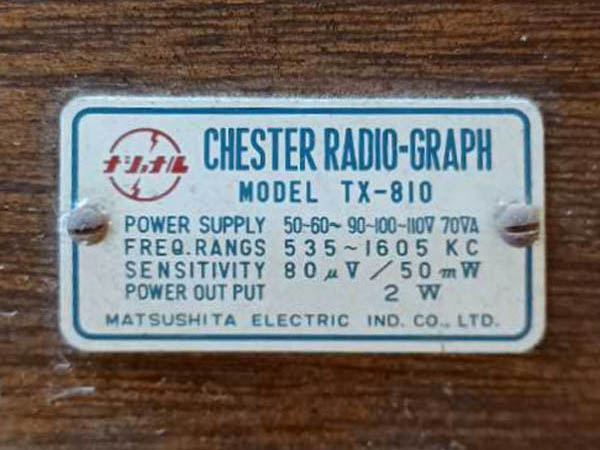 ナショナル
CHESTER RADIO-GRAPH
MODEL TX-810
POWER SUPPLY 50-60~ 90-100-110V 70VA
FREQ.RANGS 535~1605 KC
SENSITIVITY 80μV/50mW
POWER OUT PUT 2 W
MATSUSHITA ELECTRIC IND. CO., LTD.